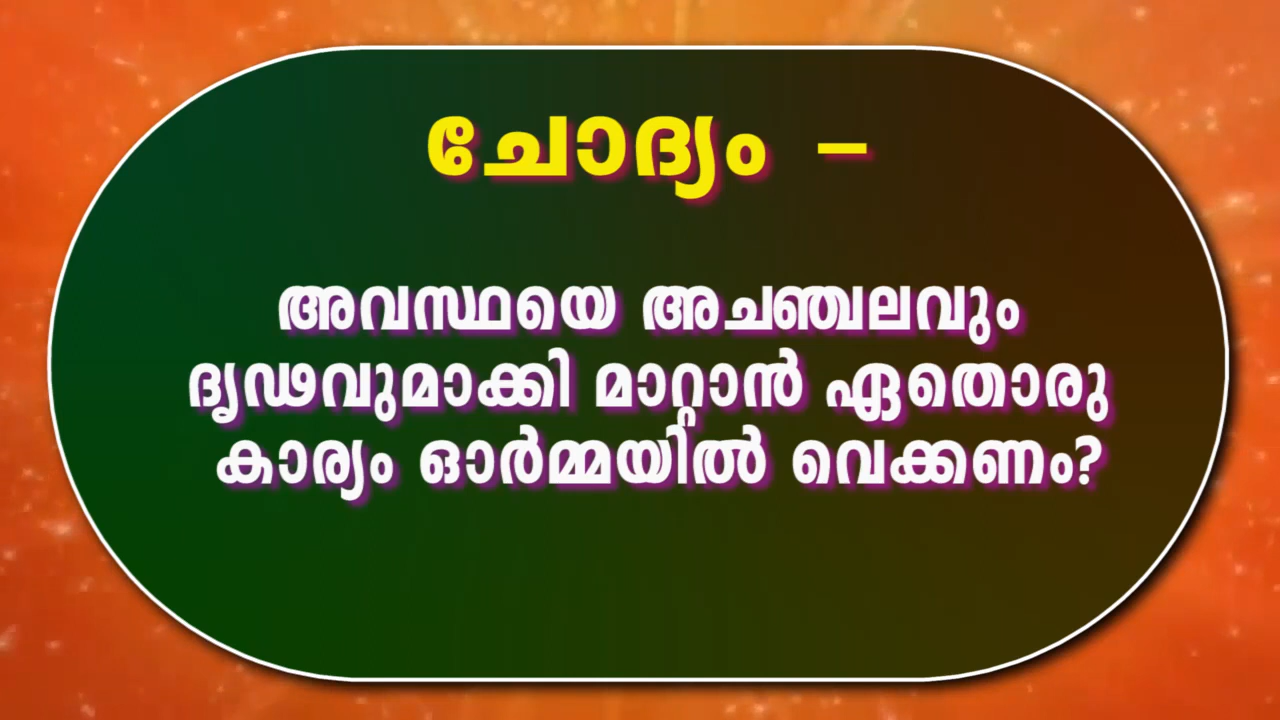 ചോദ്യം -
അവസ്ഥയെ അചഞ്ചലവും
ദൃഢവുമാക്കി മാറ്റാൻ ഏതൊരു
കാര്യം ഓർമ്മയിൽ വെക്കണം?